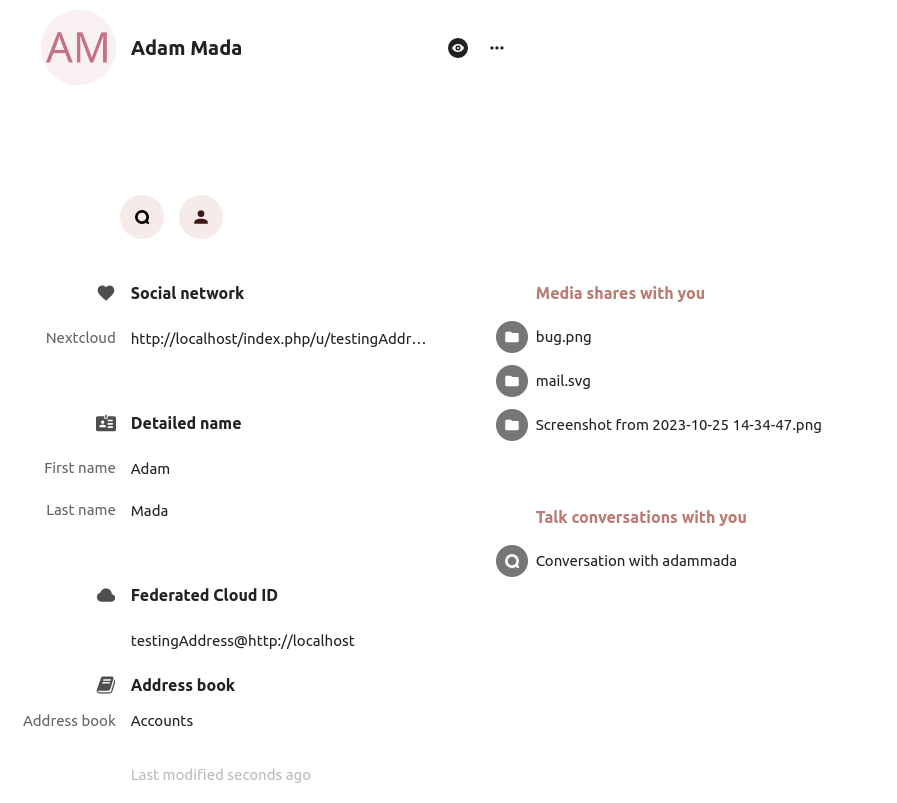 AM
Adam Mada
Social network
Nextcloud http://localhost/index.php/u/testingAddr…
Detailed name
First name Adam
Last name Mada
Federated Cloud ID
testingAddress@http://localhost
Address book
Address book Accounts
Last modified seconds ago
Media shares with you
bug.png
mail.svg
Screenshot from 2023-10-25 14-34-47.png
Talk conversations with you
Conversation with adammada